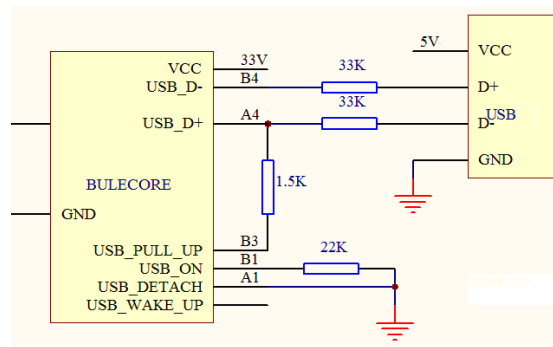 VCC 33V 5V VCC
USB_D- B4 33K D+
33K
USB_D+ A4 D- USB
GND
BULECORE 1.5K
GND
USB_PULL_UP B3
USB_ON B1 22K
USB_DETACH A1
USB_WAKE_UP